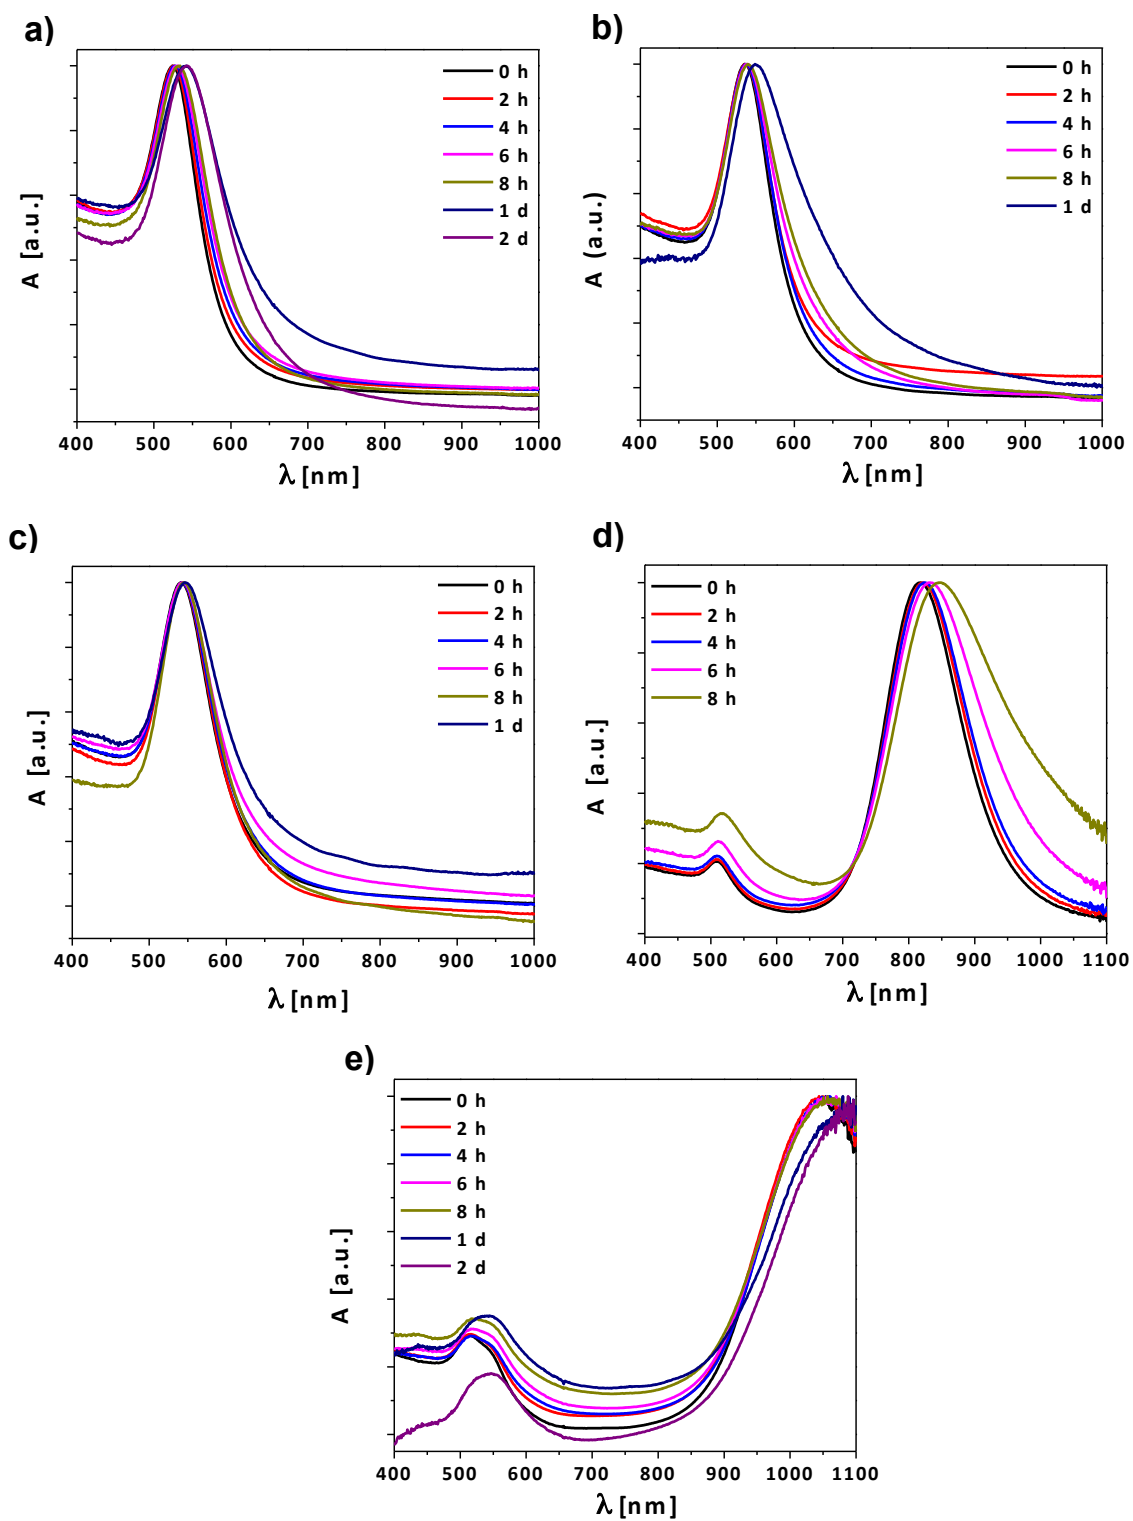 a)
A [a.u.]
0 h
2 h
4 h
6 h
8 h
1 d
2 d
400 500 600 700 800 900 1000
λ [nm]
b)
A (a.u.)
0 h
2 h
4 h
6 h
8 h
1 d
400 500 600 700 800 900 1000
λ [nm]
c)
A [a.u.]
0 h
2 h
4 h
6 h
8 h
1 d
400 500 600 700 800 900 1000
λ [nm]
d)
A [a.u.]
0 h
2 h
4 h
6 h
8 h
400 500 600 700 800 900 1000 1100
λ [nm]
e)
A [a.u.]
0 h
2 h
4 h
6 h
8 h
1 d
2 d
400 500 600 700 800 900 1000 1100
λ [nm]